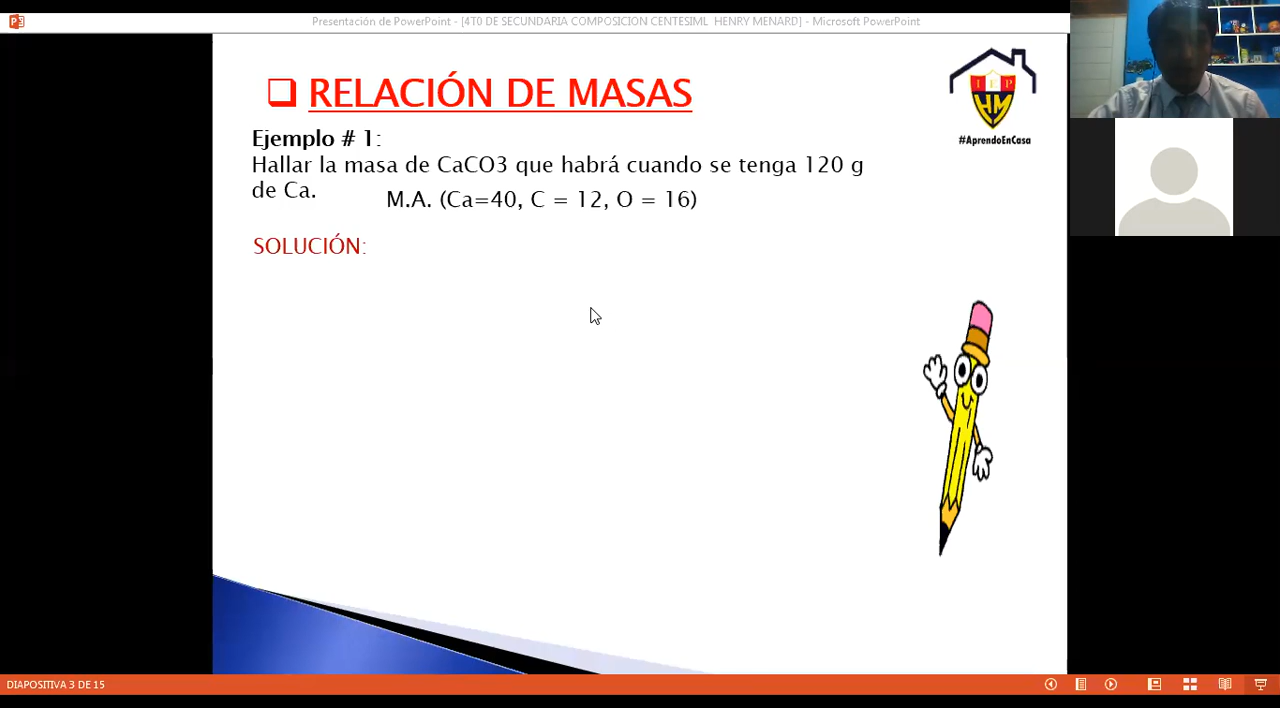 Presentación de PowerPoint - [4T0 DE SECUNDARIA COMPOSICION CENTESIML HENRY MENARD] - Microsoft PowerPoint
RELACIÓN DE MASAS
I E P
HM
#AprendoEnCasa
Ejemplo # 1:
Hallar la masa de CaCO3 que habrá cuando se tenga 120 g
de Ca.
M.A. (Ca=40, C = 12, O = 16)
SOLUCIÓN:
DIAPOSITIVA 3 DE 15